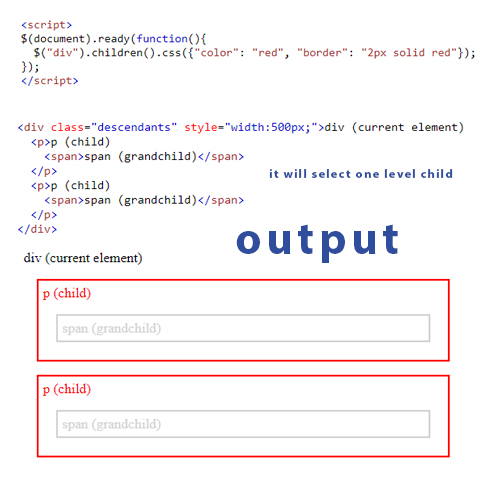 <script>
$(document).ready(function(){
  $("div").children().css({"color": "red", "border": "2px solid red"});
});
</script>
<div class="descendants" style="width:500px;">div (current element)
  <p>p (child)
    <span>span (grandchild)</span>
  </p>
  <p>p (child)
    <span>span (grandchild)</span>
  </p>
</div>
it will select one level child
output
div (current element)
p (child)
span (grandchild)
p (child)
span (grandchild)